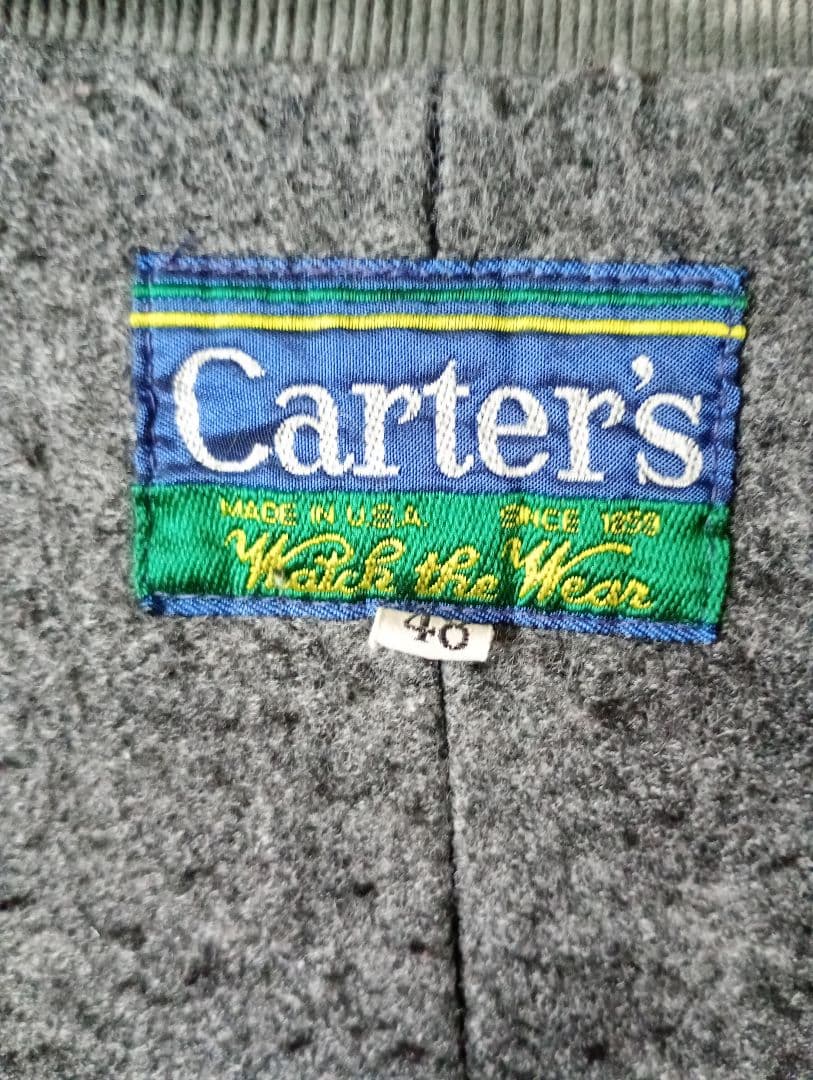 Carter's
MADE IN U.S.A. SINCE 1859
Watch the Wear
40